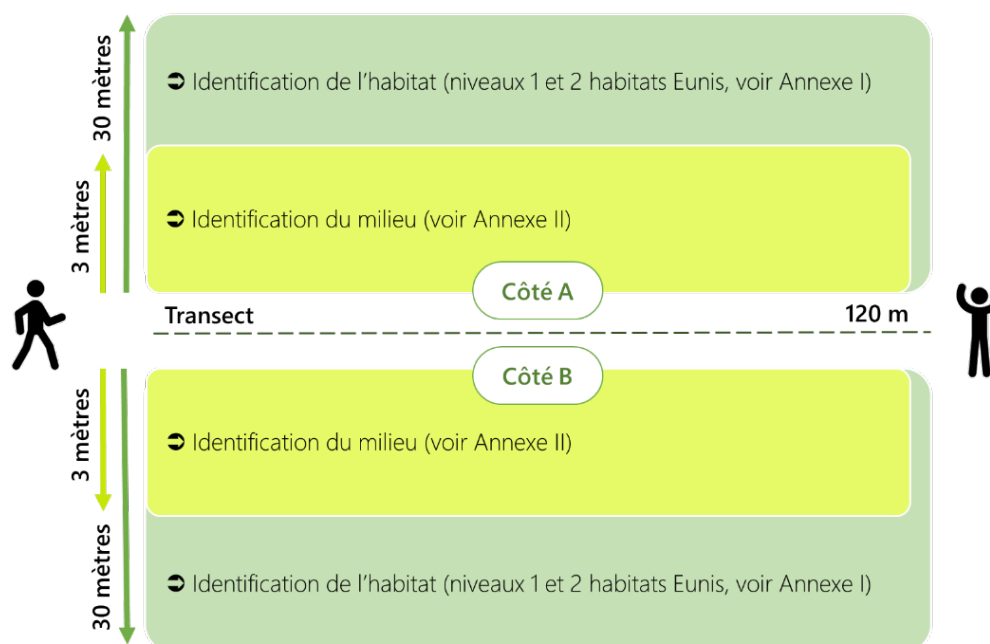 30 mètres
➲ Identification de l’habitat (niveaux 1 et 2 habitats Eunis, voir Annexe I)
3 mètres
➲ Identification du milieu (voir Annexe II)
Côté A
Transect
120 m
Côté B
3 mètres
➲ Identification du milieu (voir Annexe II)
30 mètres
➲ Identification de l’habitat (niveaux 1 et 2 habitats Eunis, voir Annexe I)